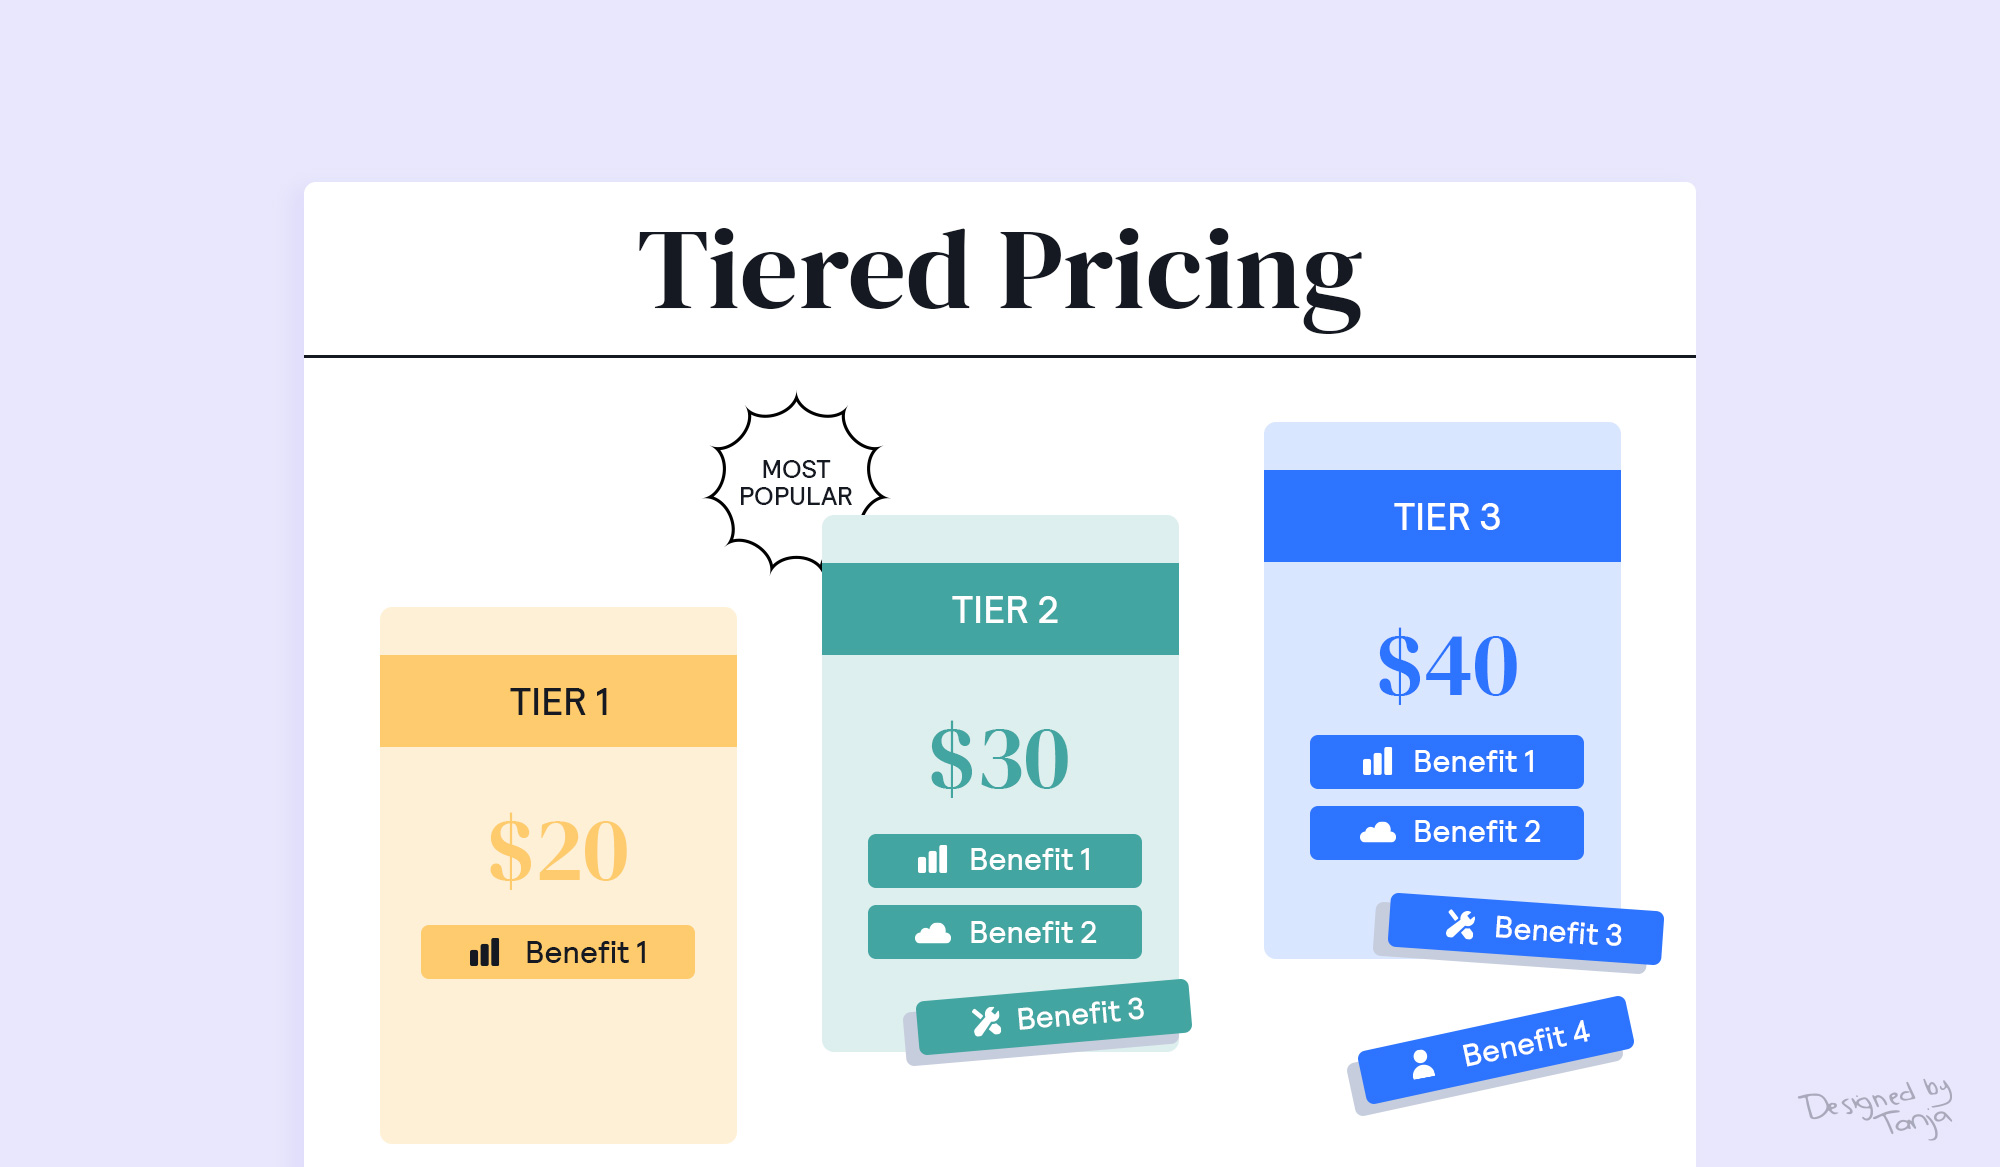 Tiered Pricing
MOST
POPULAR
TIER 1
$20
Benefit 1
TIER 2
$30
Benefit 1
Benefit 2
Benefit 3
TIER 3
$40
Benefit 1
Benefit 2
Benefit 3
Benefit 4
Designed by
Tanja